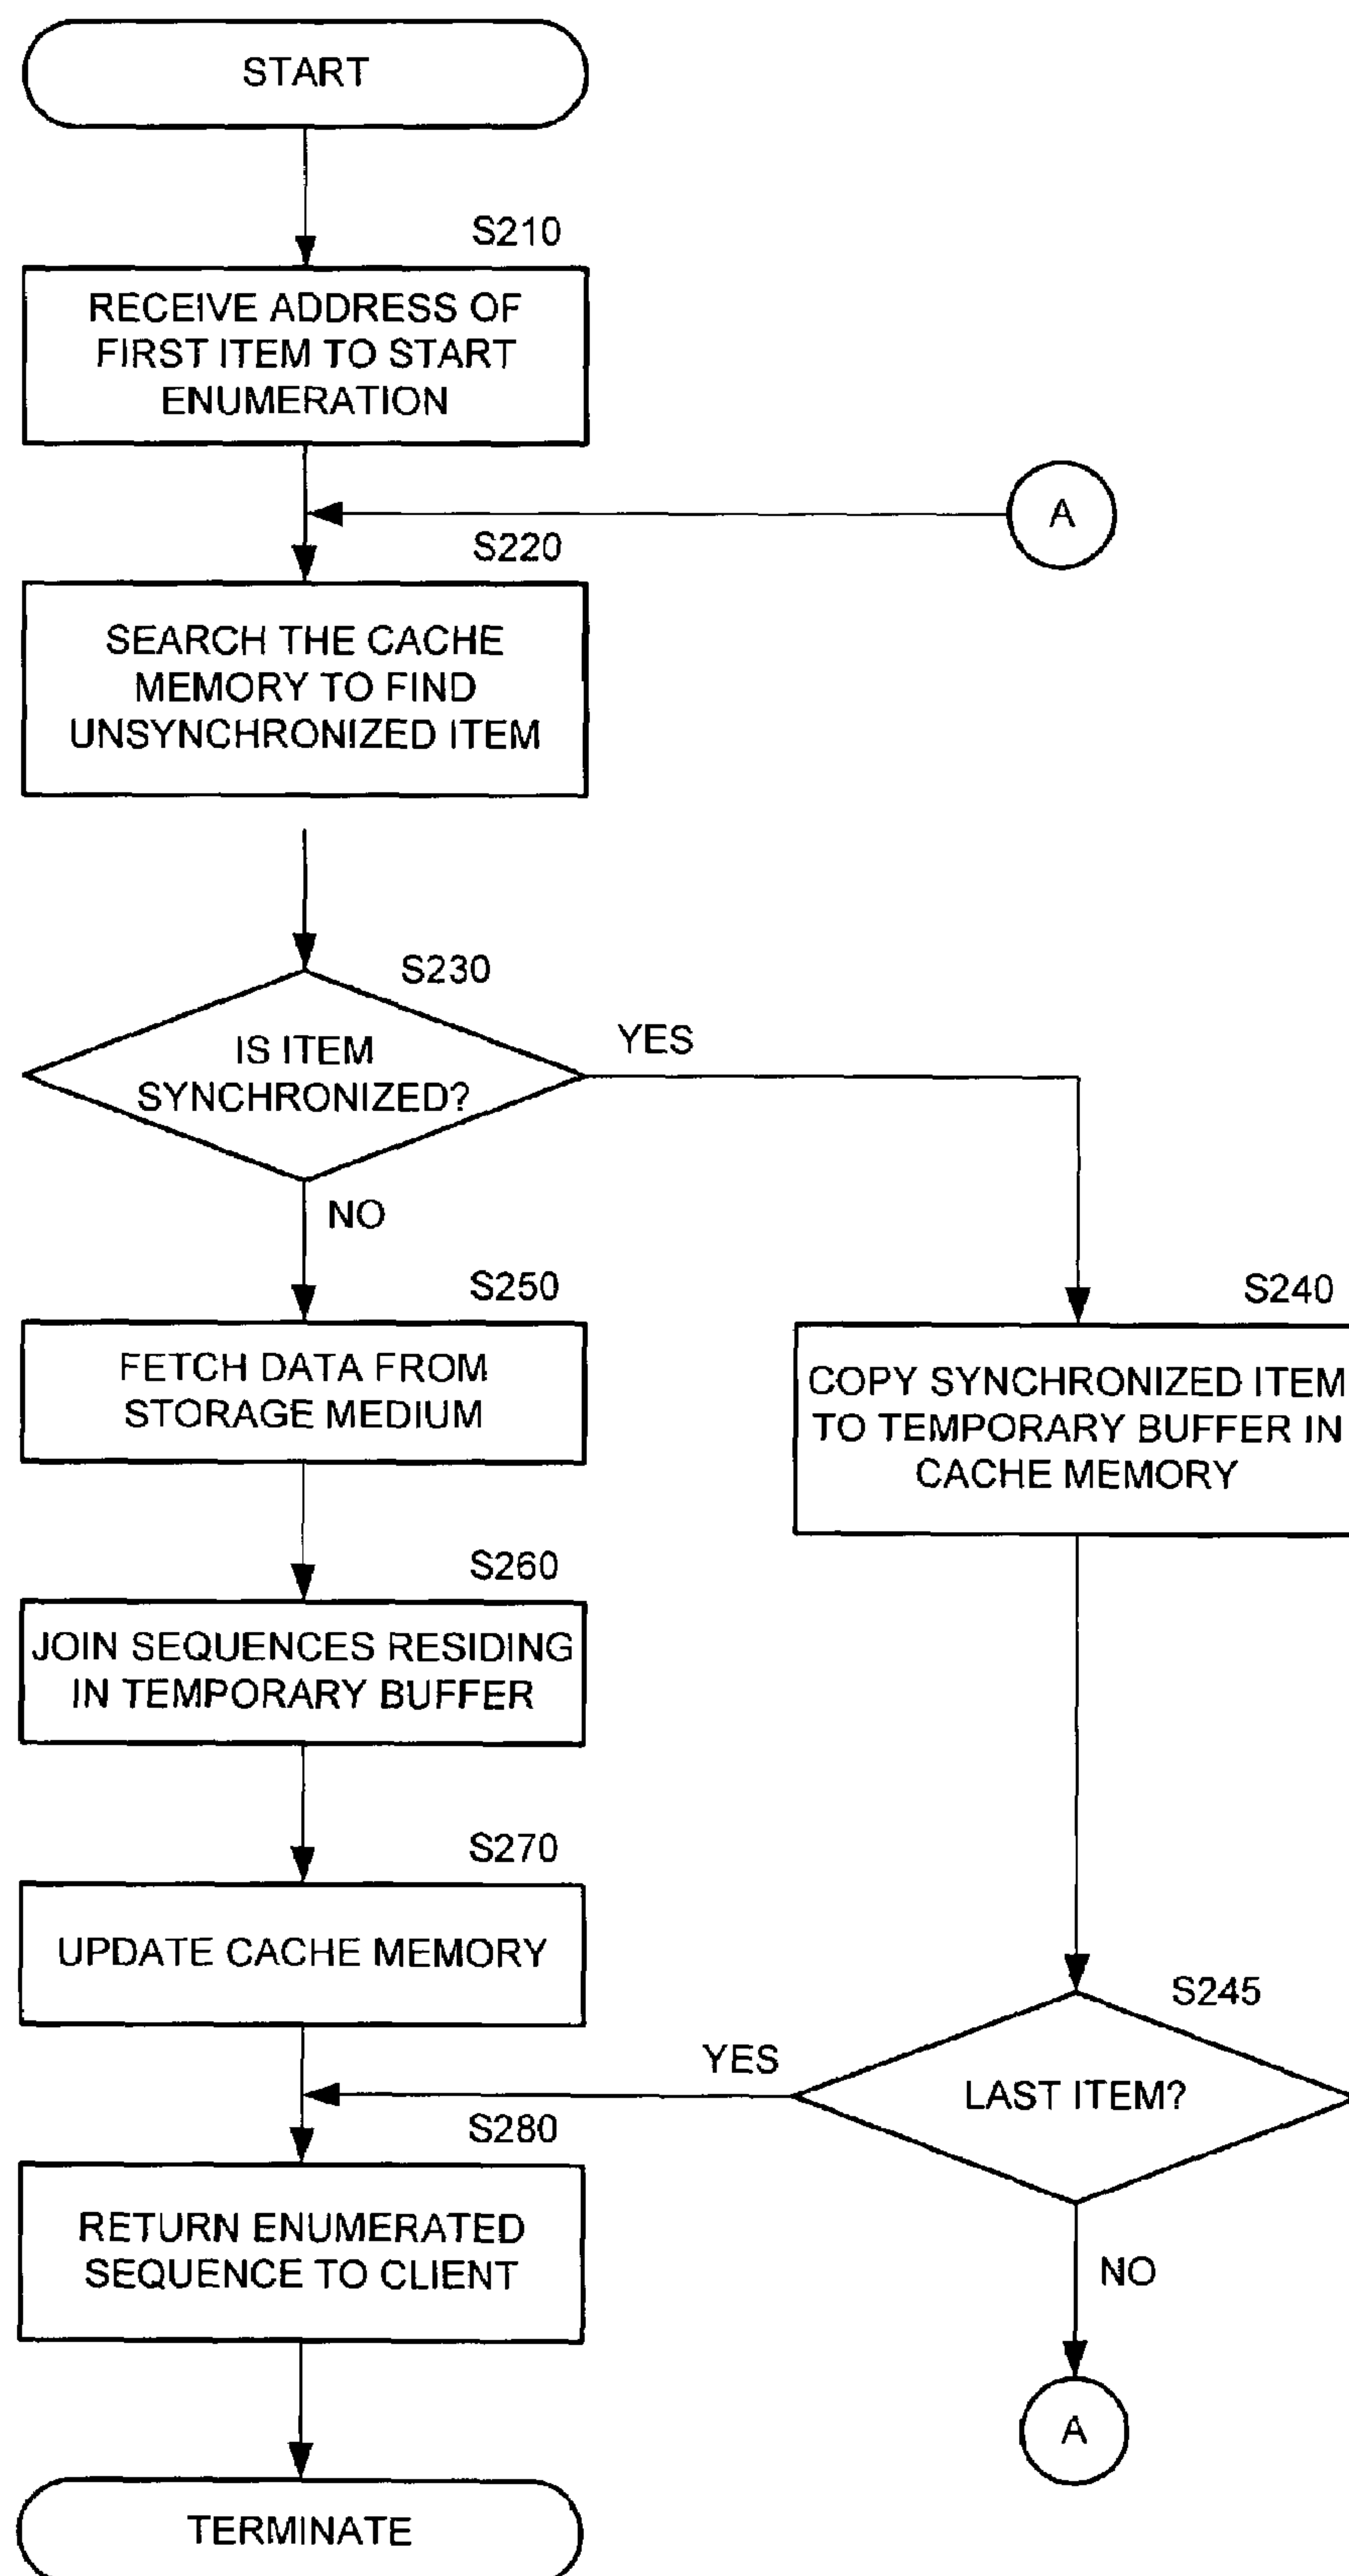 START
S210
RECEIVE ADDRESS OF
FIRST ITEM TO START
ENUMERATION
A
S220
SEARCH THE CACHE
MEMORY TO FIND
UNSYNCHRONIZED ITEM
S230
IS ITEM
SYNCHRONIZED?
YES
NO
S250
FETCH DATA FROM
STORAGE MEDIUM
S240
COPY SYNCHRONIZED ITEM
TO TEMPORARY BUFFER IN
CACHE MEMORY
S260
JOIN SEQUENCES RESIDING
IN TEMPORARY BUFFER
S270
UPDATE CACHE MEMORY
S245
LAST ITEM?
YES
NO
A
S280
RETURN ENUMERATED
SEQUENCE TO CLIENT
TERMINATE